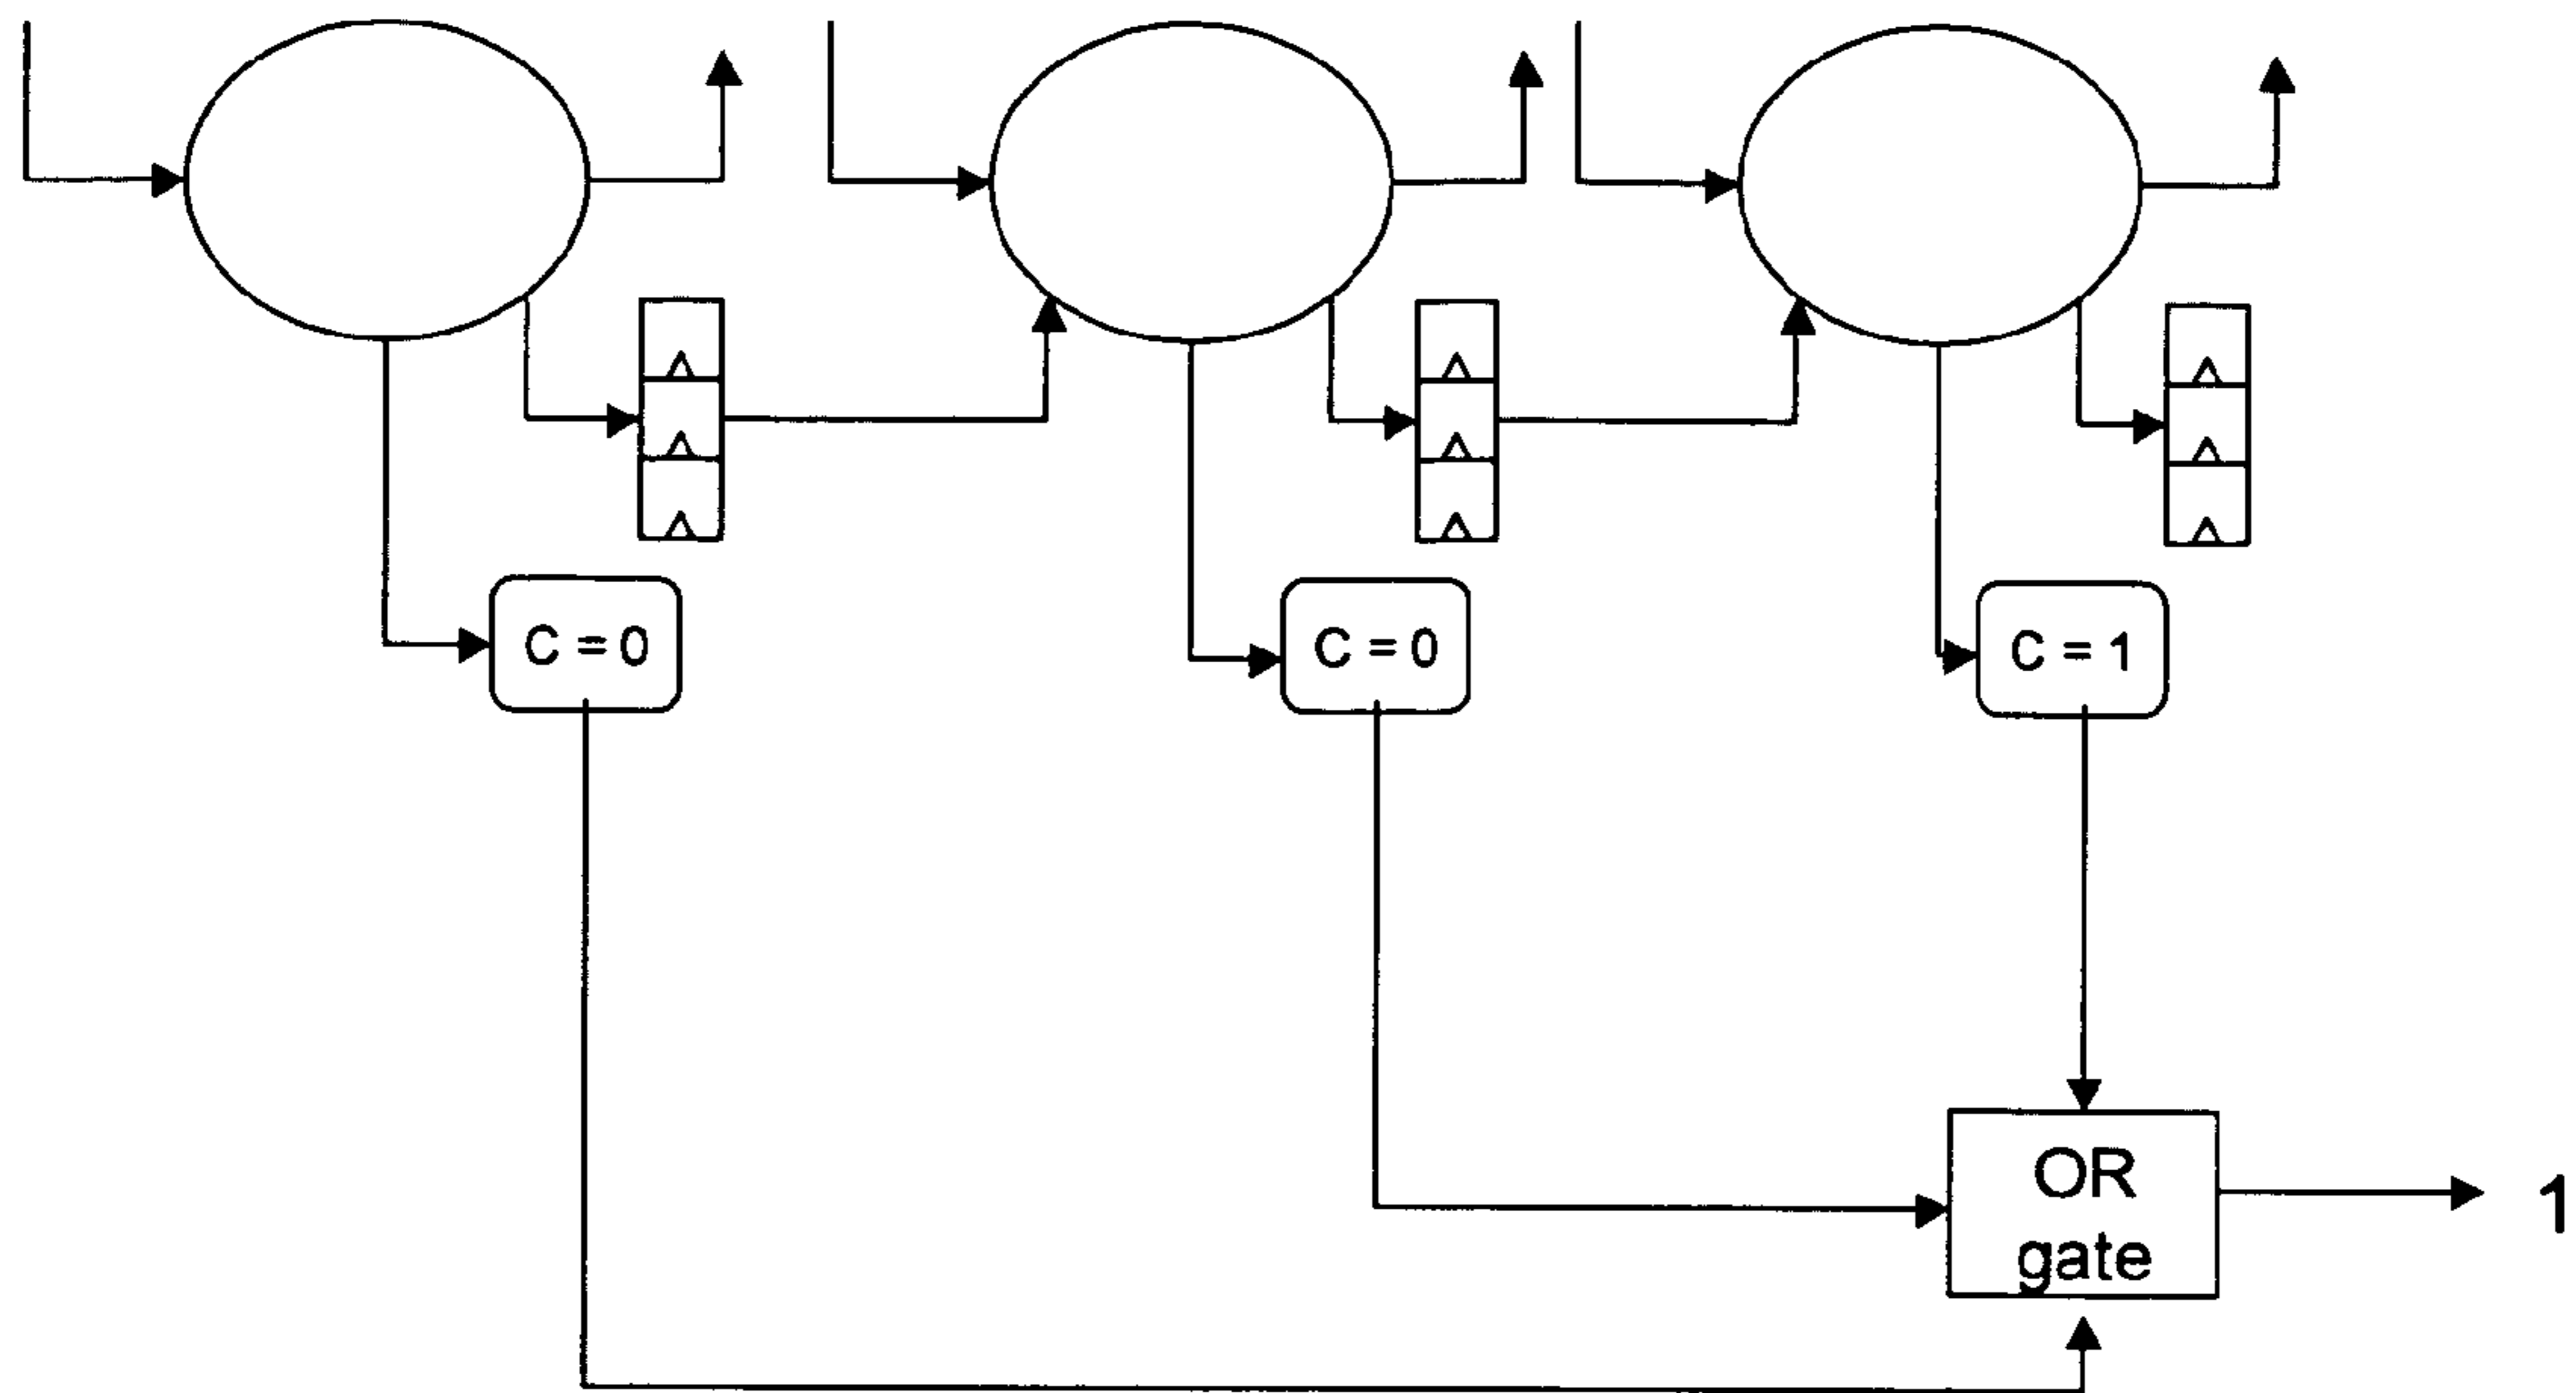 C = 0
C = 0
C = 1
OR
gate
1